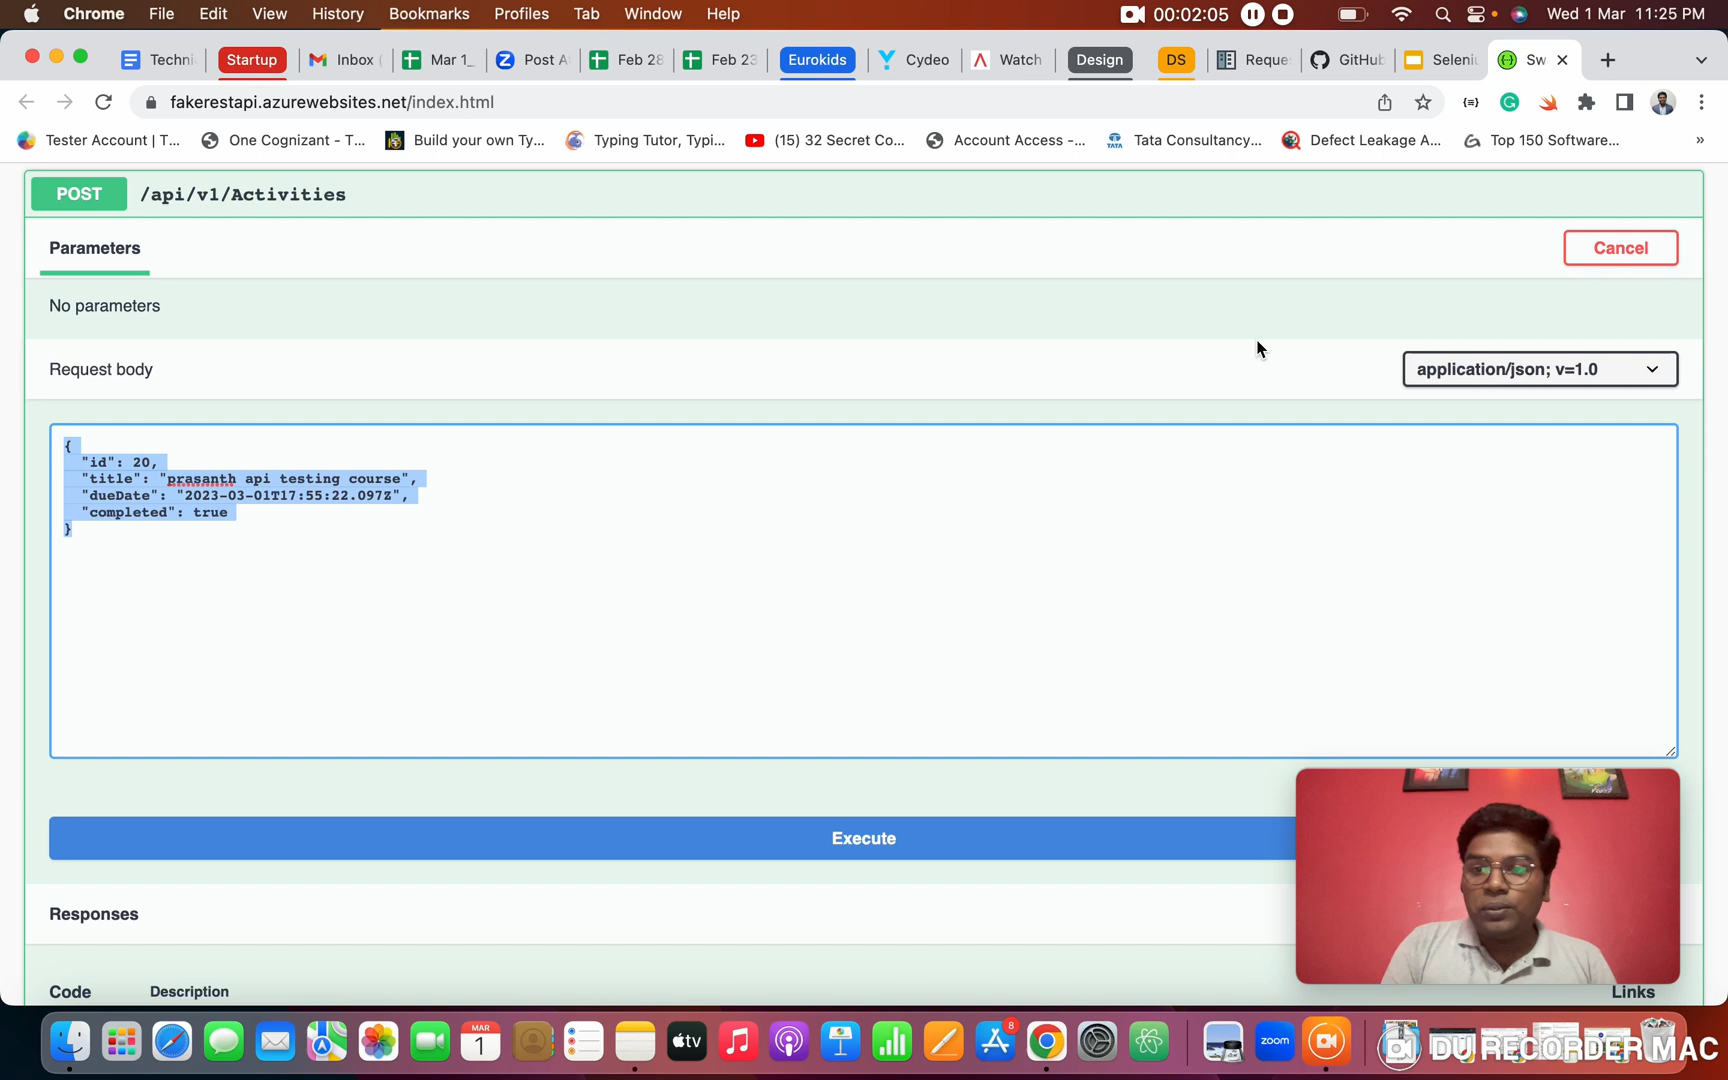 Chrome File Edit View History Bookmarks Profiles Tab Window Help 00:02:05 Wed 1 Mar 11:25 PM
Techni Startup Inbox ( Mar 1_ Post A Feb 28 Feb 23 Eurokids Cydeo Watch Design DS Reque GitHub Seleniu Sw
fakerestapi.azurewebsites.net/index.html
Tester Account | T... One Cognizant - T... Build your own Ty... Typing Tutor, Typi... (15) 32 Secret Co... Account Access -... TATA Tata Consultancy... Defect Leakage A... Top 150 Software... »
POST /api/v1/Activities
Parameters Cancel
No parameters
Request body application/json; v=1.0
{
"id": 20,
"title": "prasanth api testing course",
"dueDate": "2023-03-01T17:55:22.097Z",
"completed": true
}
Execute
Responses
Code Description Links
MAR
1
tv
8
zoom
DU RECORDER MAC